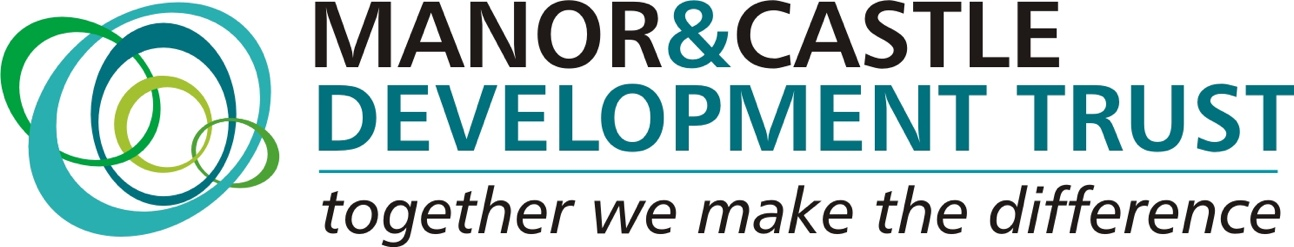 MANOR&CASTLE
DEVELOPMENT TRUST
together we make the difference